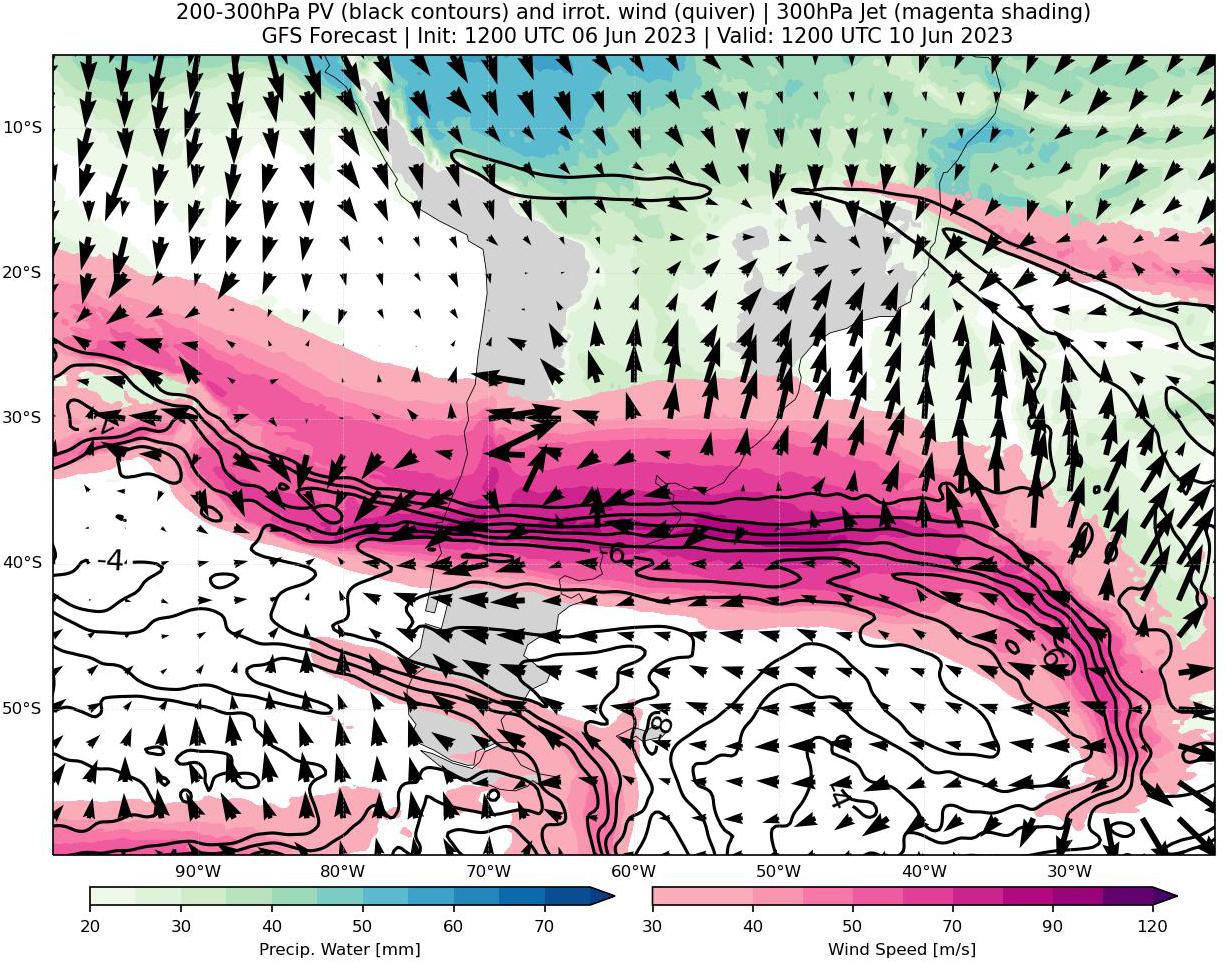 200-300hPa PV (black contours) and irrot. wind (quiver) | 300hPa Jet (magenta shading)
GFS Forecast | Init: 1200 UTC 06 Jun 2023 | Valid: 1200 UTC 10 Jun 2023
10°S
20°S
30°S
40°S
50°S
-4
-6
-6
-8
90°W
80°W
70°W
60°W
50°W
40°W
30°W
20
30
40
50
60
70
30
40
50
70
90
120
Precip. Water [mm]
Wind Speed [m/s]